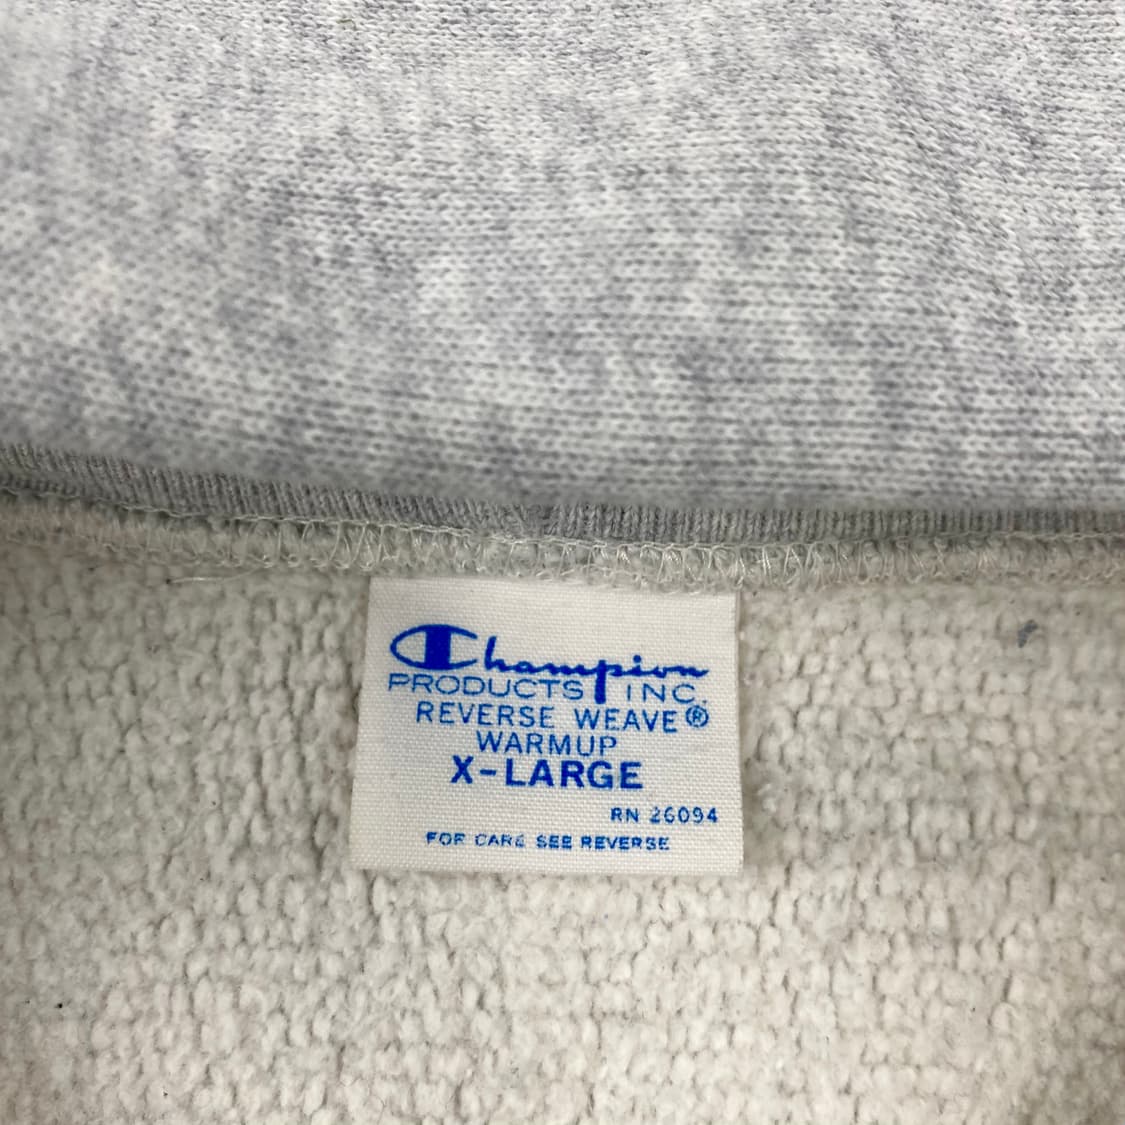 Champion
PRODUCTS INC.
REVERSE WEAVE®
WARMUP
X-LARGE
RN 26094
FOR CARE SEE REVERSE